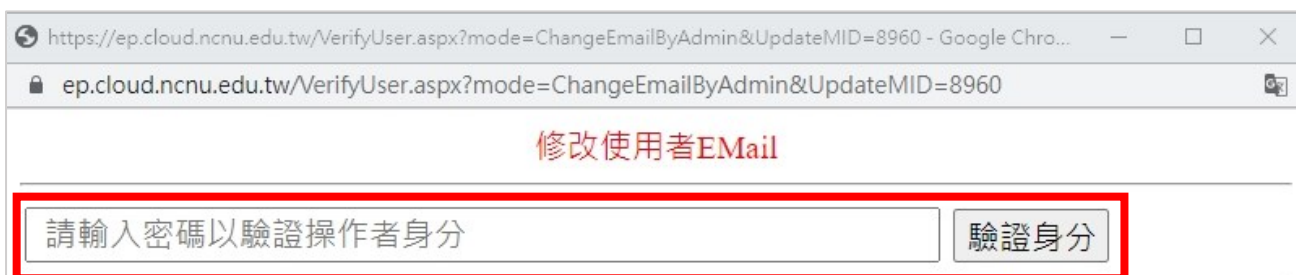 https://ep.cloud.ncnu.edu.tw/VerifyUser.aspx?mode=ChangeEmailByAdmin&UpdateMID=8960 - Google Chro...
ep.cloud.ncnu.edu.tw/VerifyUser.aspx?mode=ChangeEmailByAdmin&UpdateMID=8960
修改使用者EMail
請輸入密碼以驗證操作者身分 驗證身分